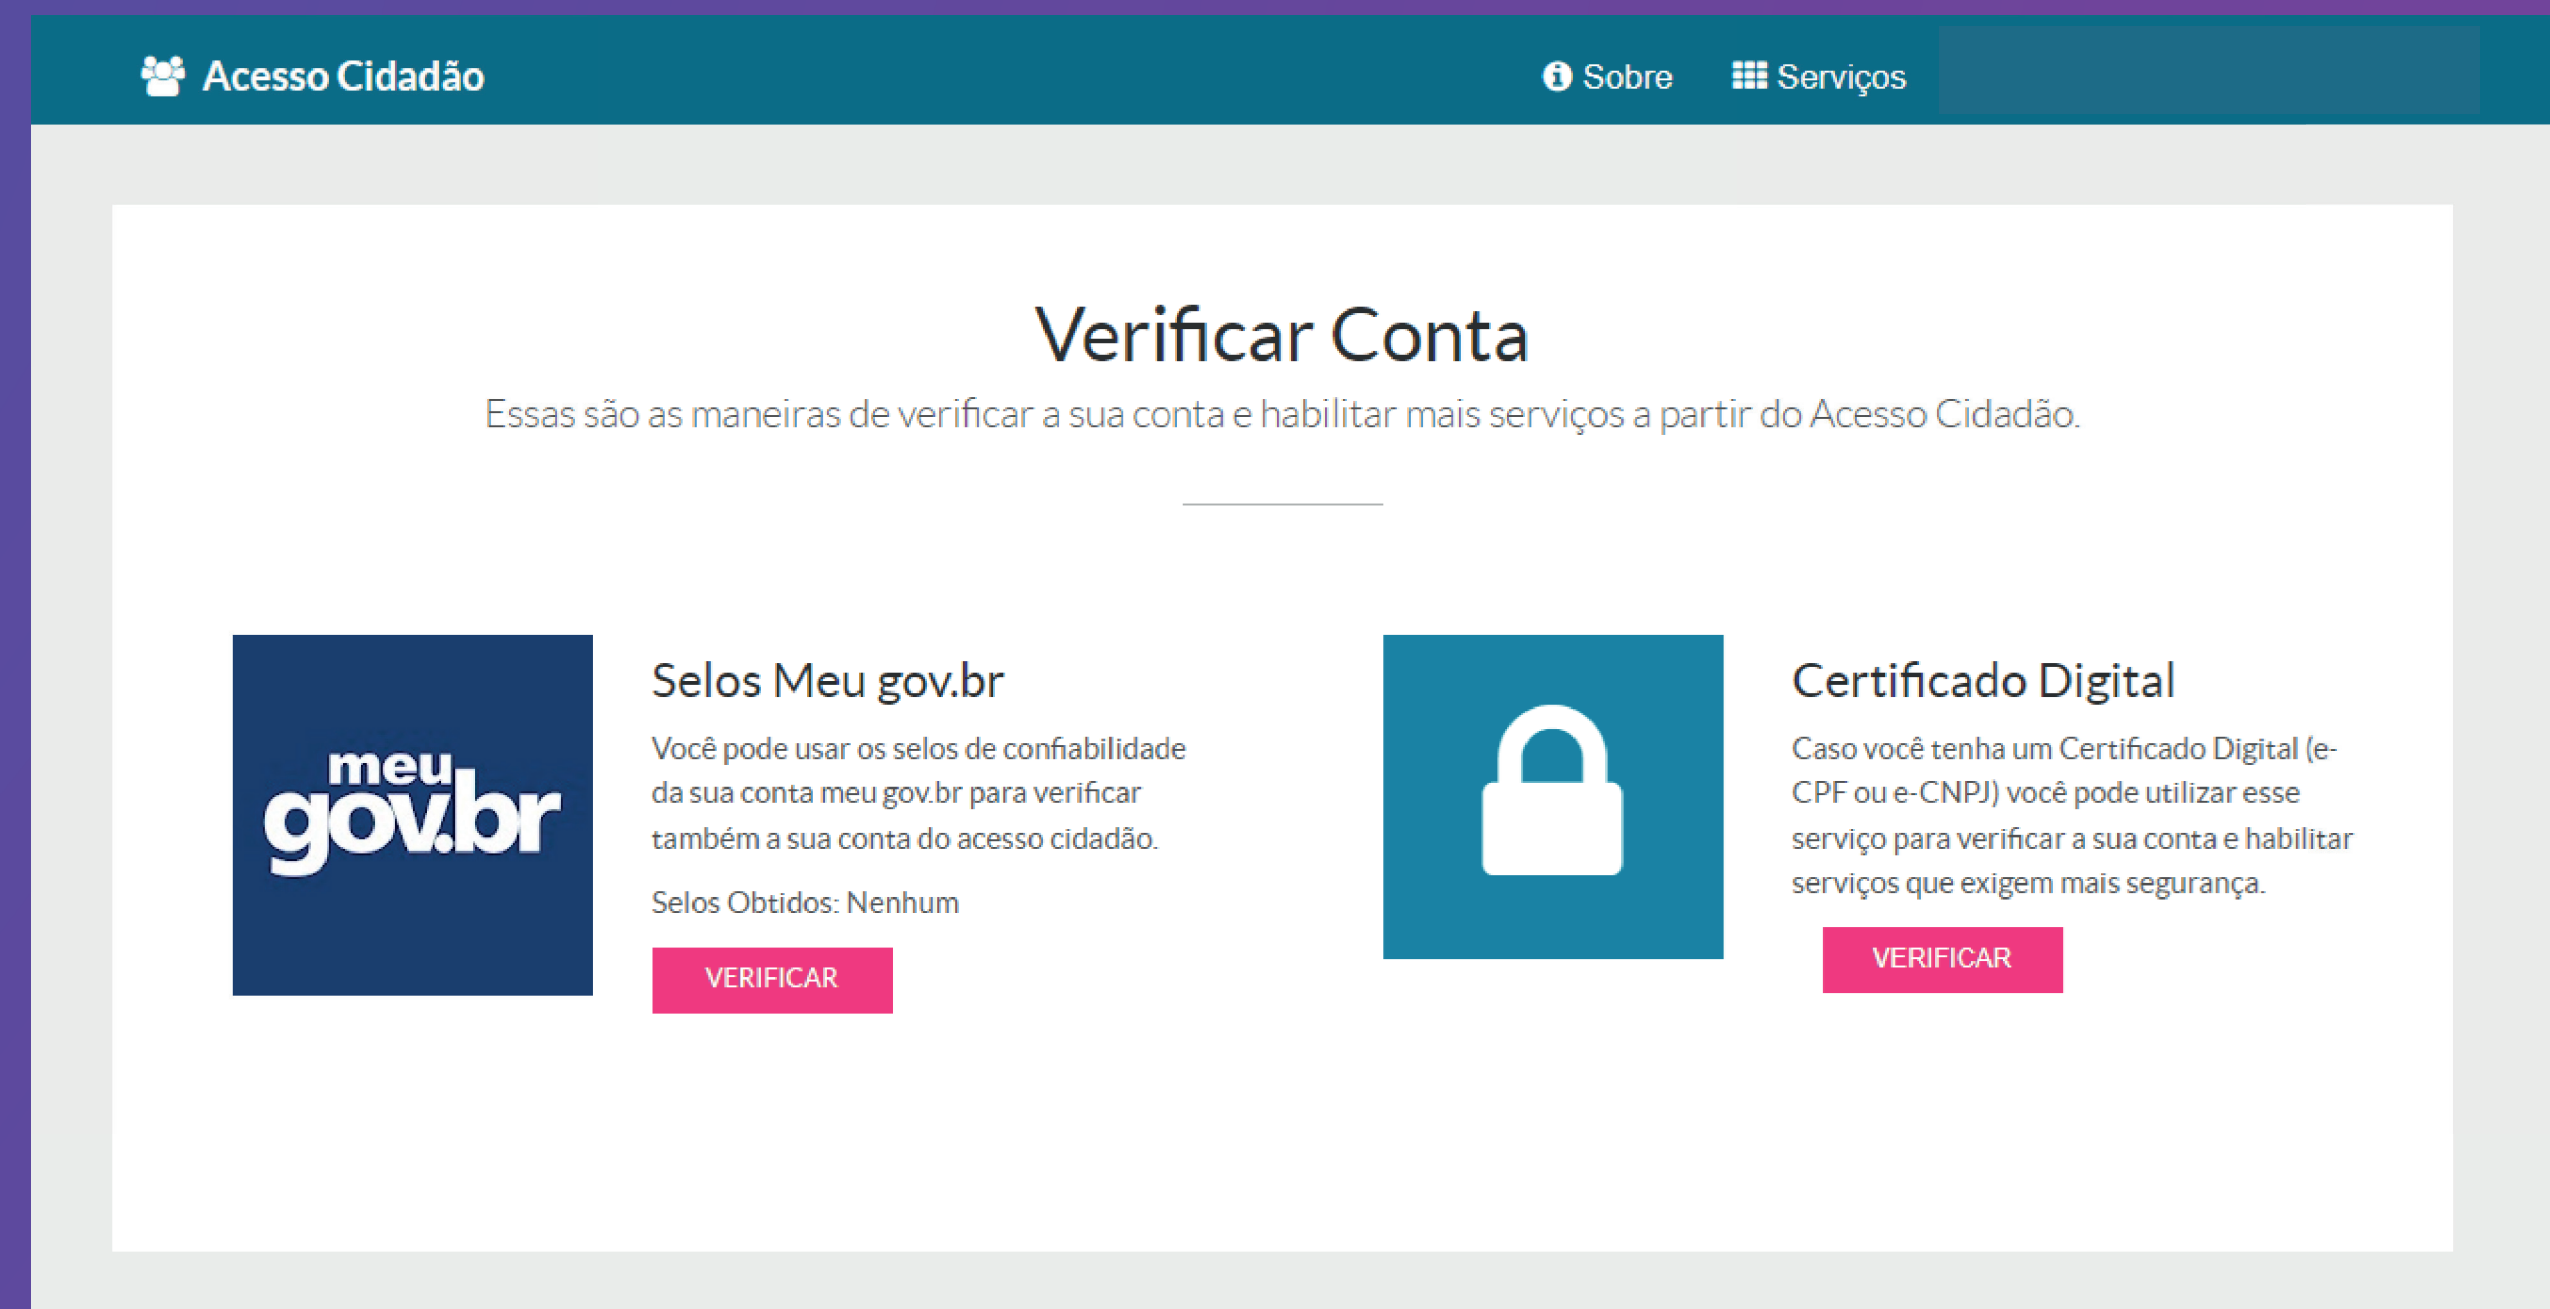 Acesso Cidadão
Sobre
Serviços
Verificar Conta
Essas são as maneiras de verificar a sua conta e habilitar mais serviços a partir do Acesso Cidadão.
meu
gov.br
Selos Meu gov.br
Você pode usar os selos de confiabilidade
da sua conta meu gov.br para verificar
também a sua conta do acesso cidadão.
Selos Obtidos: Nenhum
VERIFICAR
Certificado Digital
Caso você tenha um Certificado Digital (e-
CPF ou e-CNPJ) você pode utilizar esse
serviço para verificar a sua conta e habilitar
serviços que exigem mais segurança.
VERIFICAR